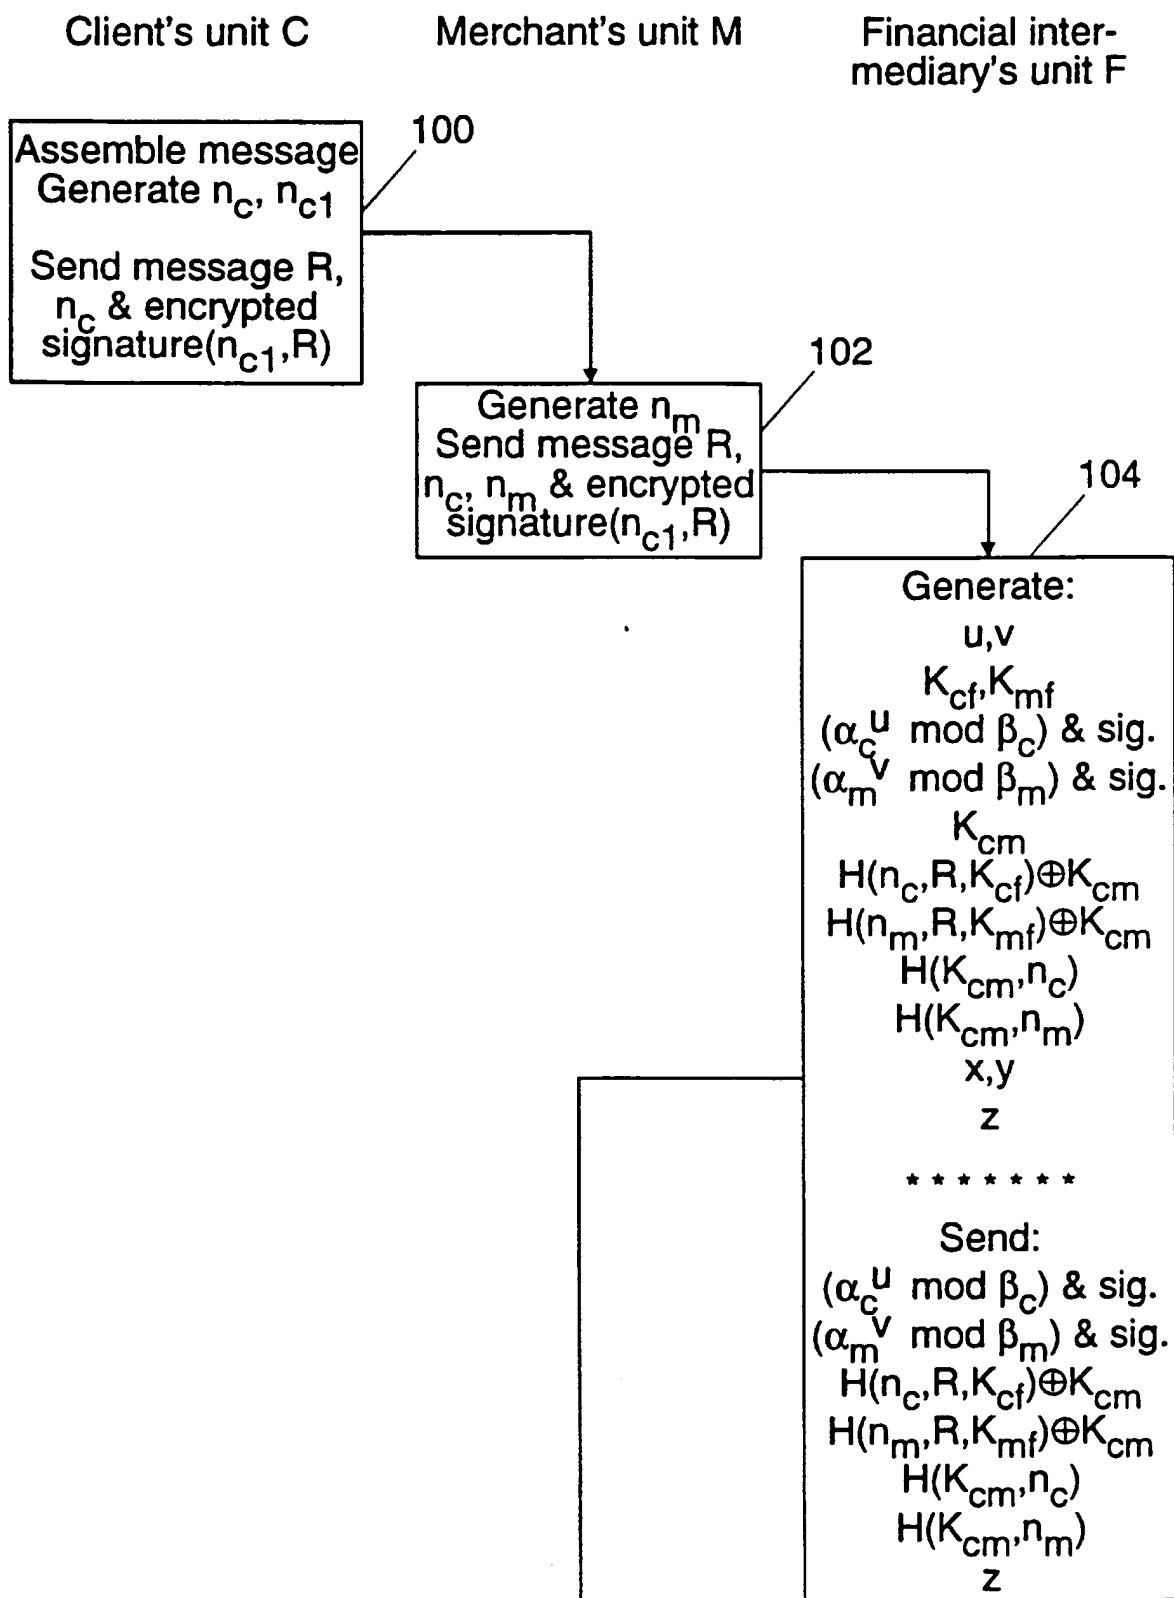 Client's unit C
Merchant's unit M
Financial inter-
mediary's unit F
100
Assemble message
Generate n_c, n_c1
Send message R,
n_c & encrypted
signature(n_c1,R)
102
Generate n_m
Send message R,
n_c, n_m & encrypted
signature(n_c1,R)
104
Generate:
u,v
K_cf,K_mf
(α_c^u mod β_c) & sig.
(α_m^v mod β_m) & sig.
K_cm
H(n_c,R,K_cf)⊕K_cm
H(n_m,R,K_mf)⊕K_cm
H(K_cm,n_c)
H(K_cm,n_m)
x,y
z
* * * * * * *
Send:
(α_c^u mod β_c) & sig.
(α_m^v mod β_m) & sig.
H(n_c,R,K_cf)⊕K_cm
H(n_m,R,K_mf)⊕K_cm
H(K_cm,n_c)
H(K_cm,n_m)
z